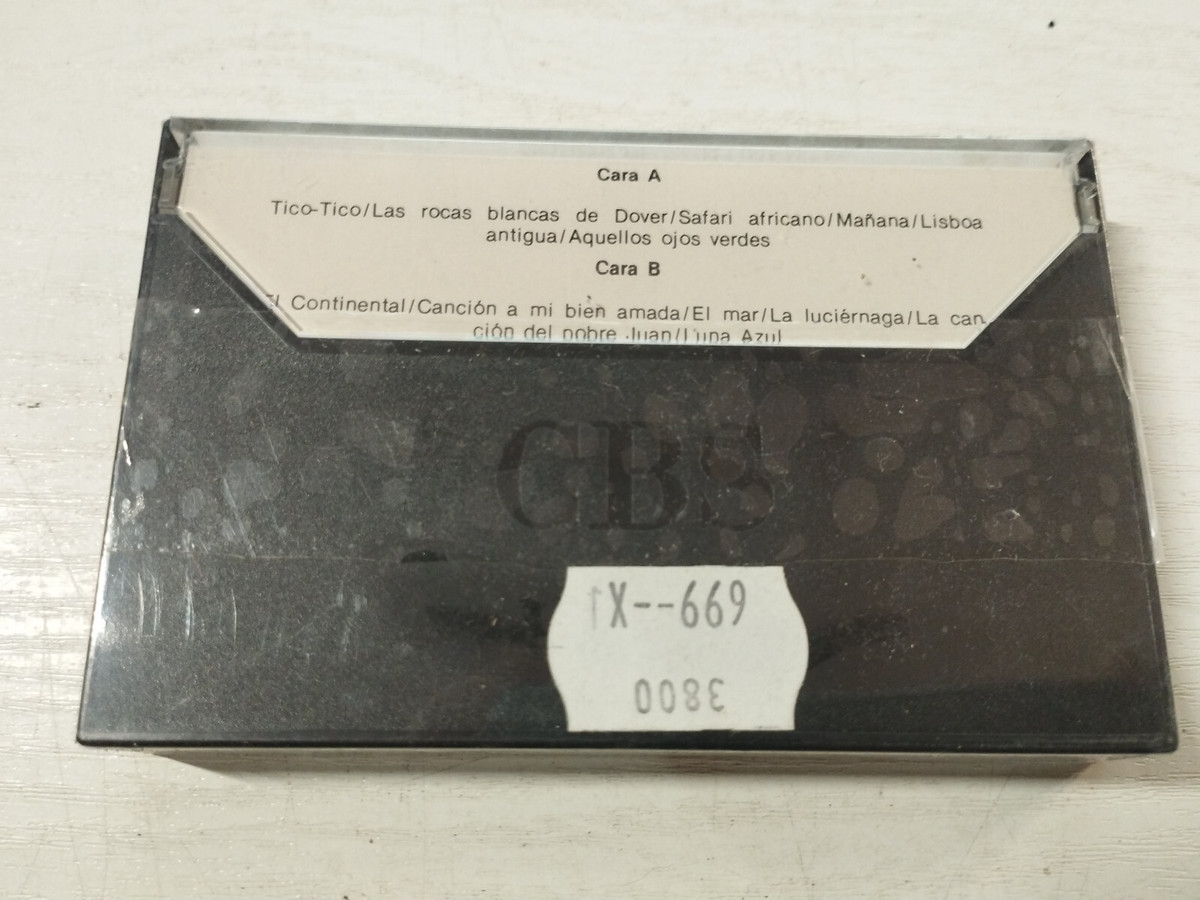 Cara A
Tico-Tico/Las rocas blancas de Dover/Safari africano/Mañana/Lisboa
antigua/Aquellos ojos verdes
Cara B
El Continental/Canción a mi bien amada/El mar/La luciérnaga/La can
ción del pobre Juan/Luna Azul
CBS
3800
699--X